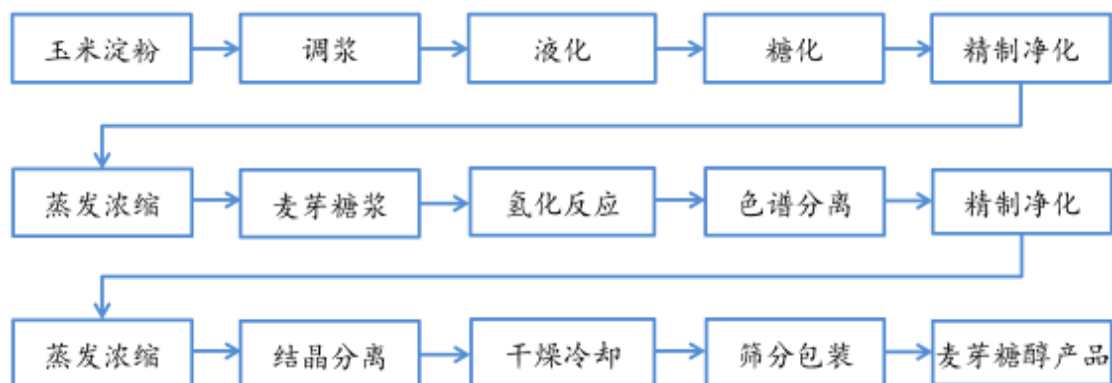 玉米淀粉
调浆
液化
糖化
精制净化
蒸发浓缩
麦芽糖浆
氢化反应
色谱分离
精制净化
蒸发浓缩
结晶分离
干燥冷却
筛分包装
麦芽糖醇产品